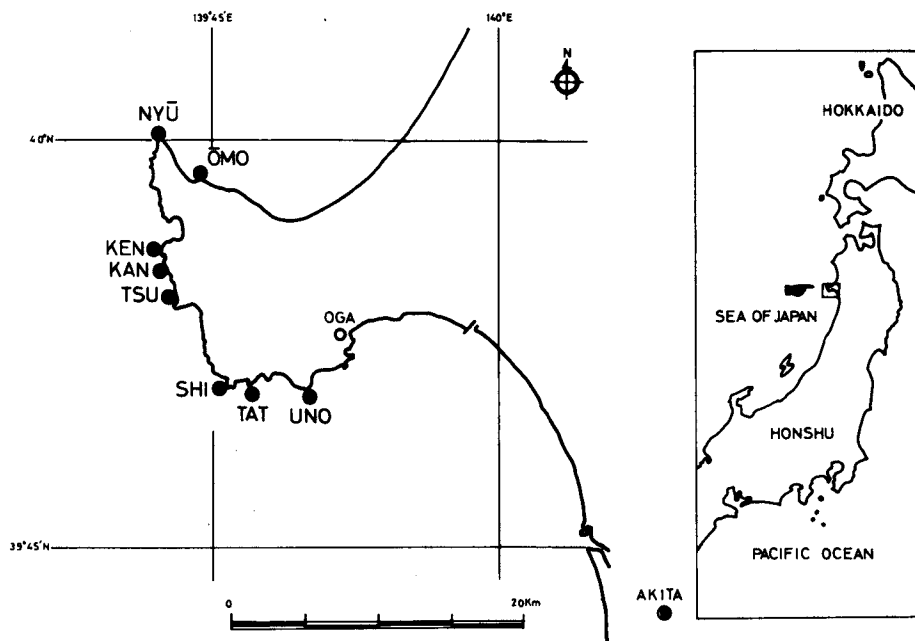 139°45'E
140°E
N
NYŪ
40°N
ŌMO
KEN
KAN
TSU
OGA
SHI
TAT
UNO
39°45'N
0
20Km
AKITA
HOKKAIDO
SEA OF JAPAN
HONSHU
PACIFIC OCEAN